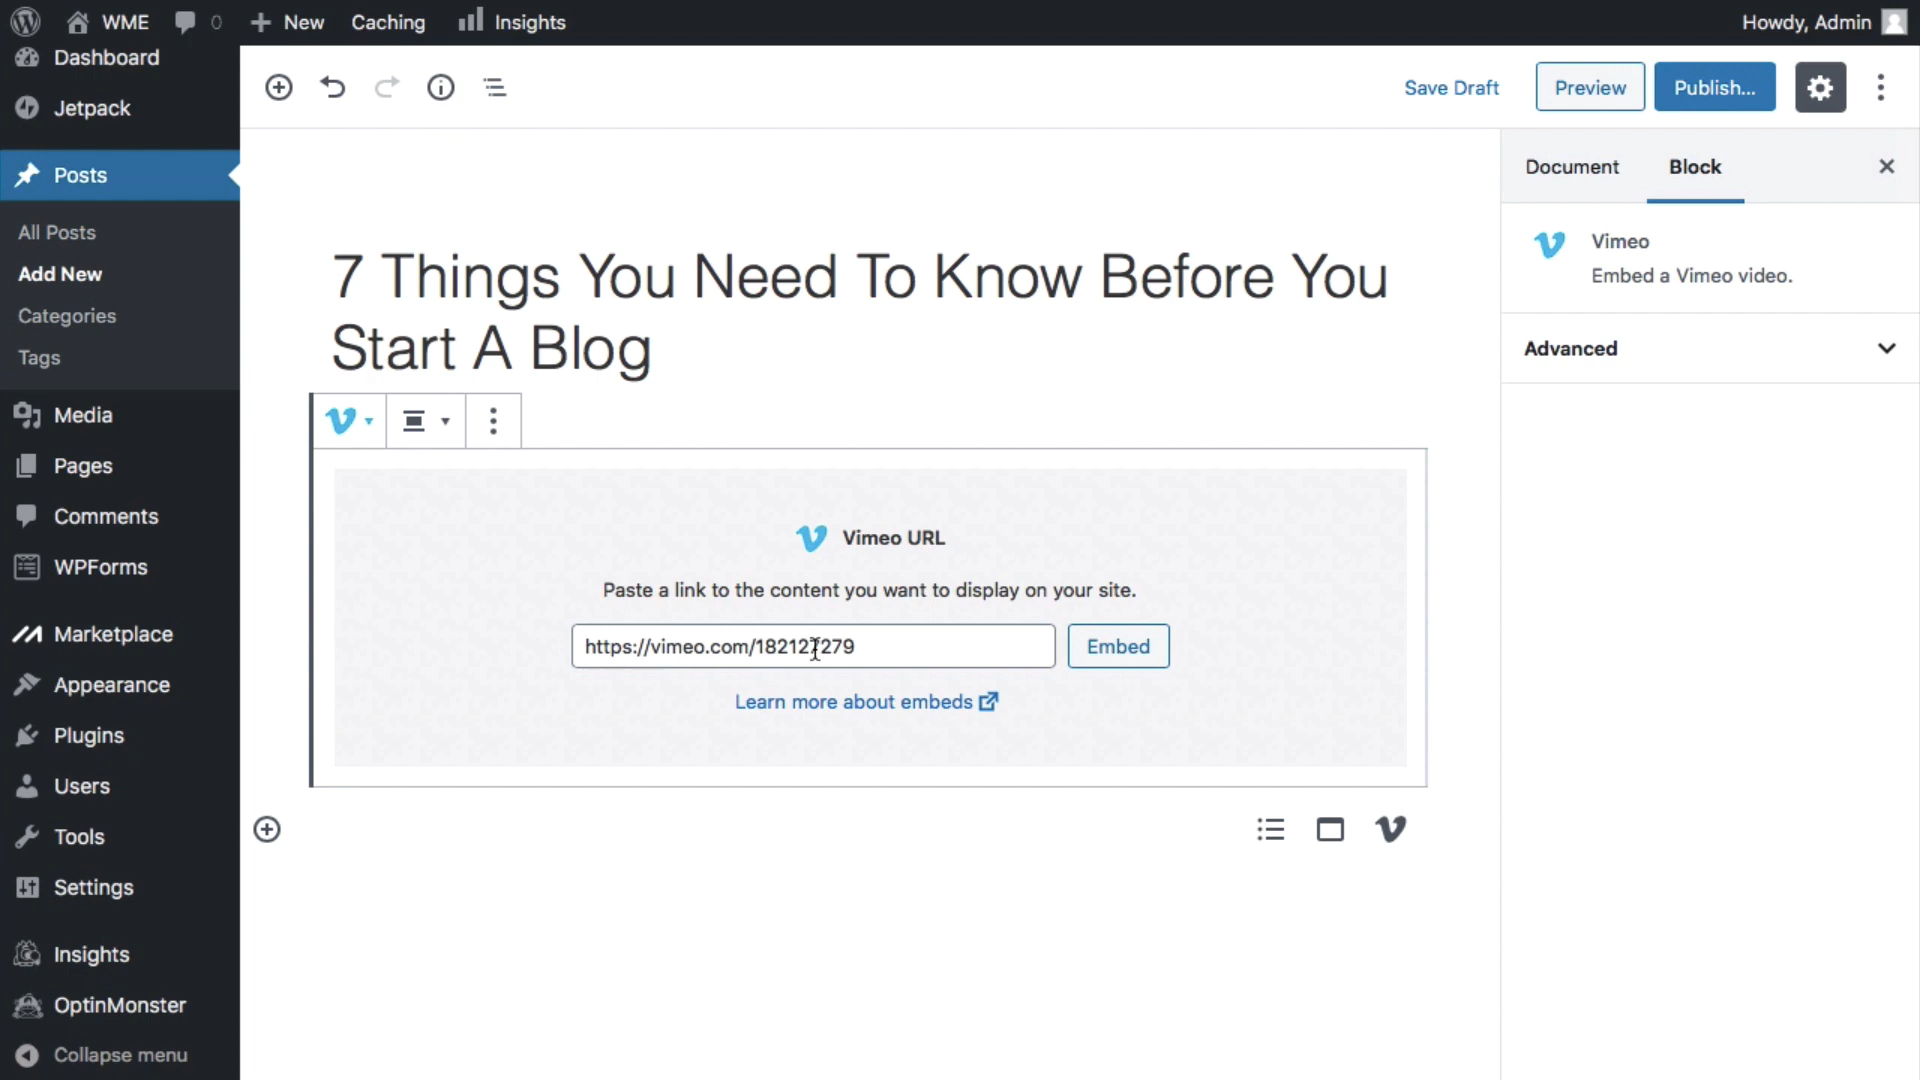 WME
0
New
Caching
Insights
Howdy, Admin
Dashboard
Jetpack
Posts
All Posts
Add New
Categories
Tags
Media
Pages
Comments
WPForms
Marketplace
Appearance
Plugins
Users
Tools
Settings
Insights
OptinMonster
Collapse menu
Save Draft
Preview
Publish...
7 Things You Need To Know Before You
Start A Blog
Vimeo URL
Paste a link to the content you want to display on your site.
https://vimeo.com/182127279
Embed
Learn more about embeds
Document
Block
Vimeo
Embed a Vimeo video.
Advanced